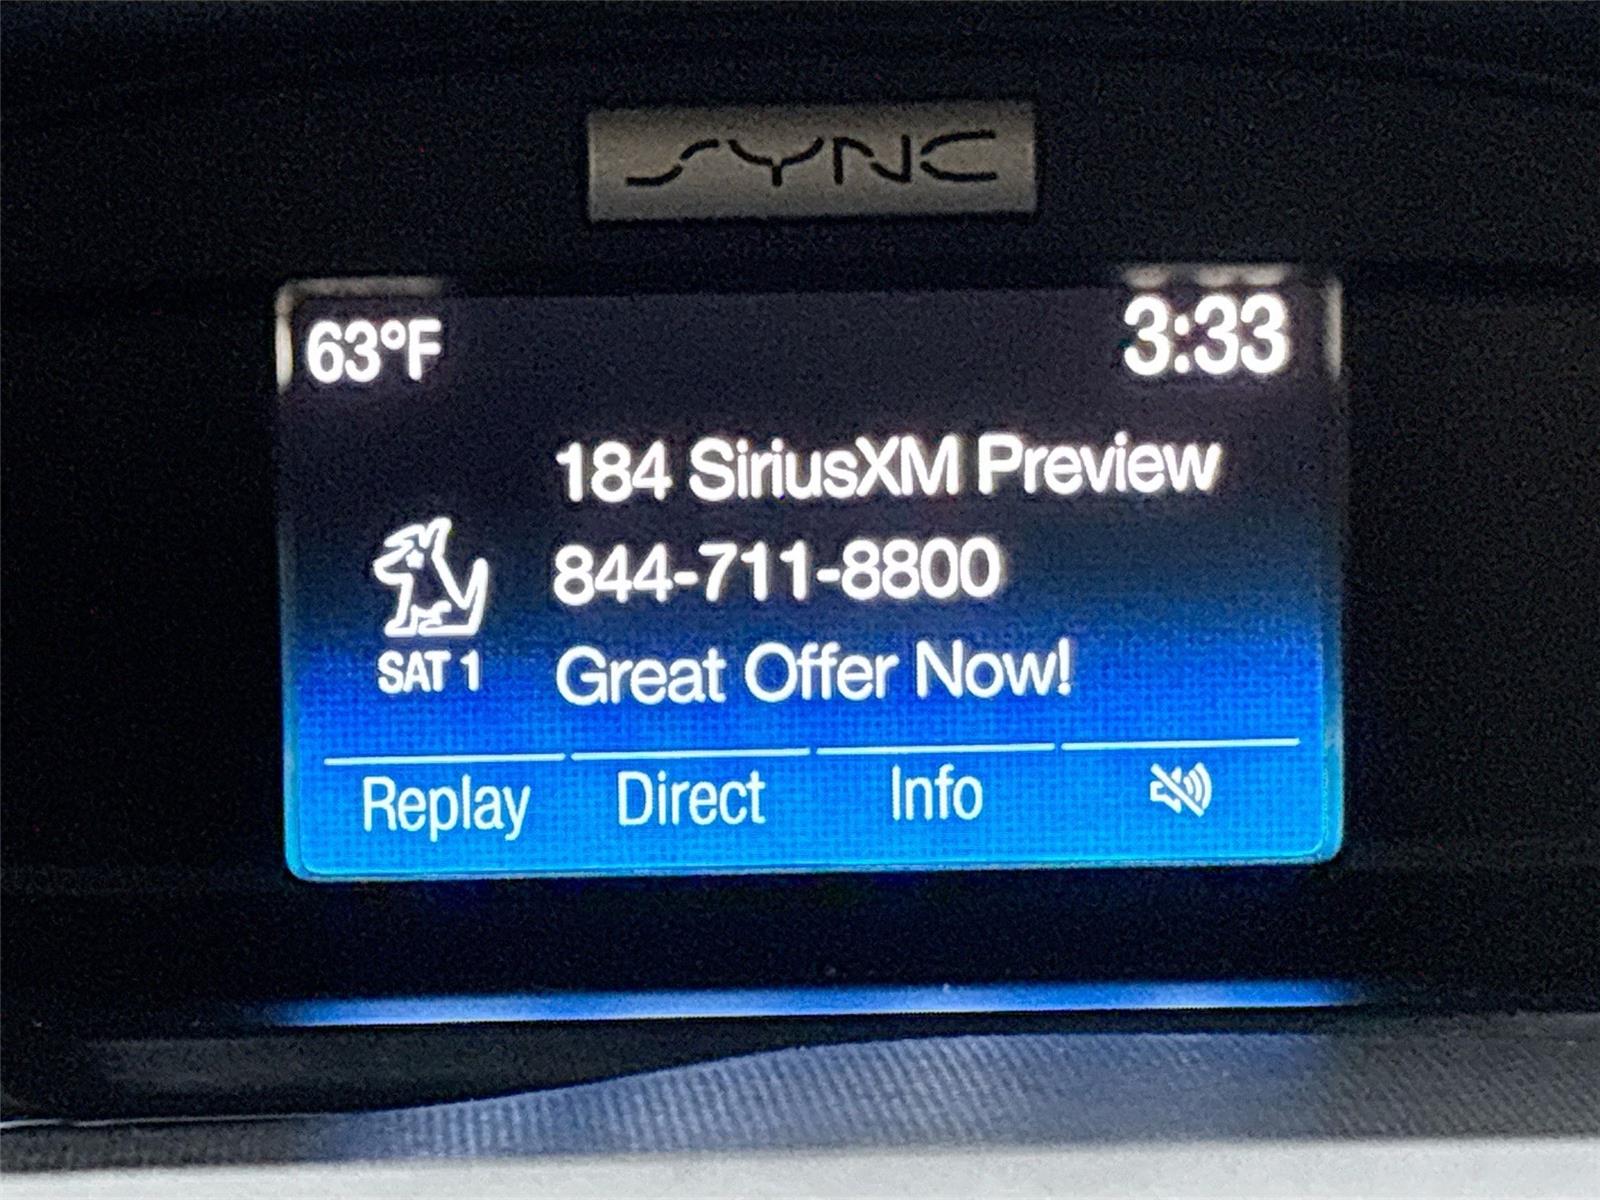 SYNC
63°F
3:33
184 SiriusXM Preview
844-711-8800
SAT 1
Great Offer Now!
Replay
Direct
Info